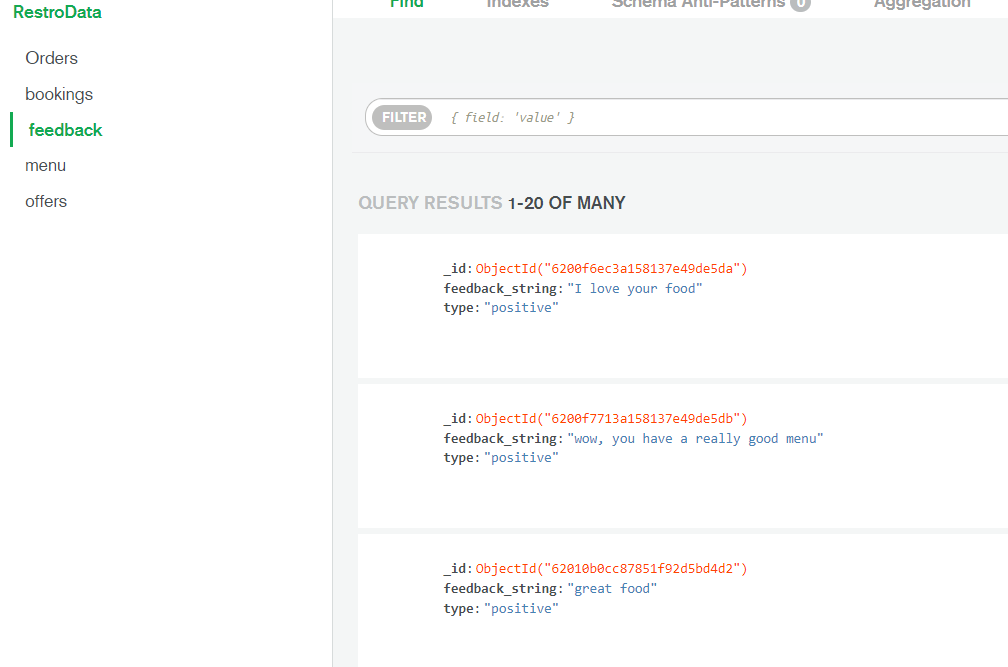 RestroData
Orders
bookings
feedback
menu
offers
Find Indexes Schema Anti-Patterns 0 Aggregation
FILTER { field: 'value' }
QUERY RESULTS 1-20 OF MANY
_id: ObjectId("6200f6ec3a158137e49de5da")
feedback_string: "I love your food"
type: "positive"
_id: ObjectId("6200f7713a158137e49de5db")
feedback_string: "wow, you have a really good menu"
type: "positive"
_id: ObjectId("62010b0cc87851f92d5bd4d2")
feedback_string: "great food"
type: "positive"